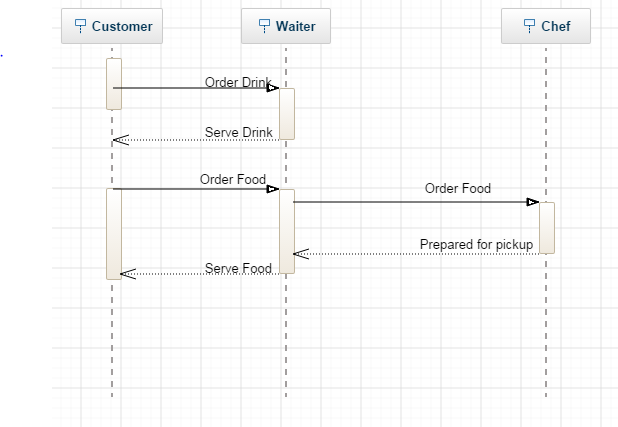 Customer
Waiter
Chef
Order Drink
Serve Drink
Order Food
Order Food
Prepared for pickup
Serve Food